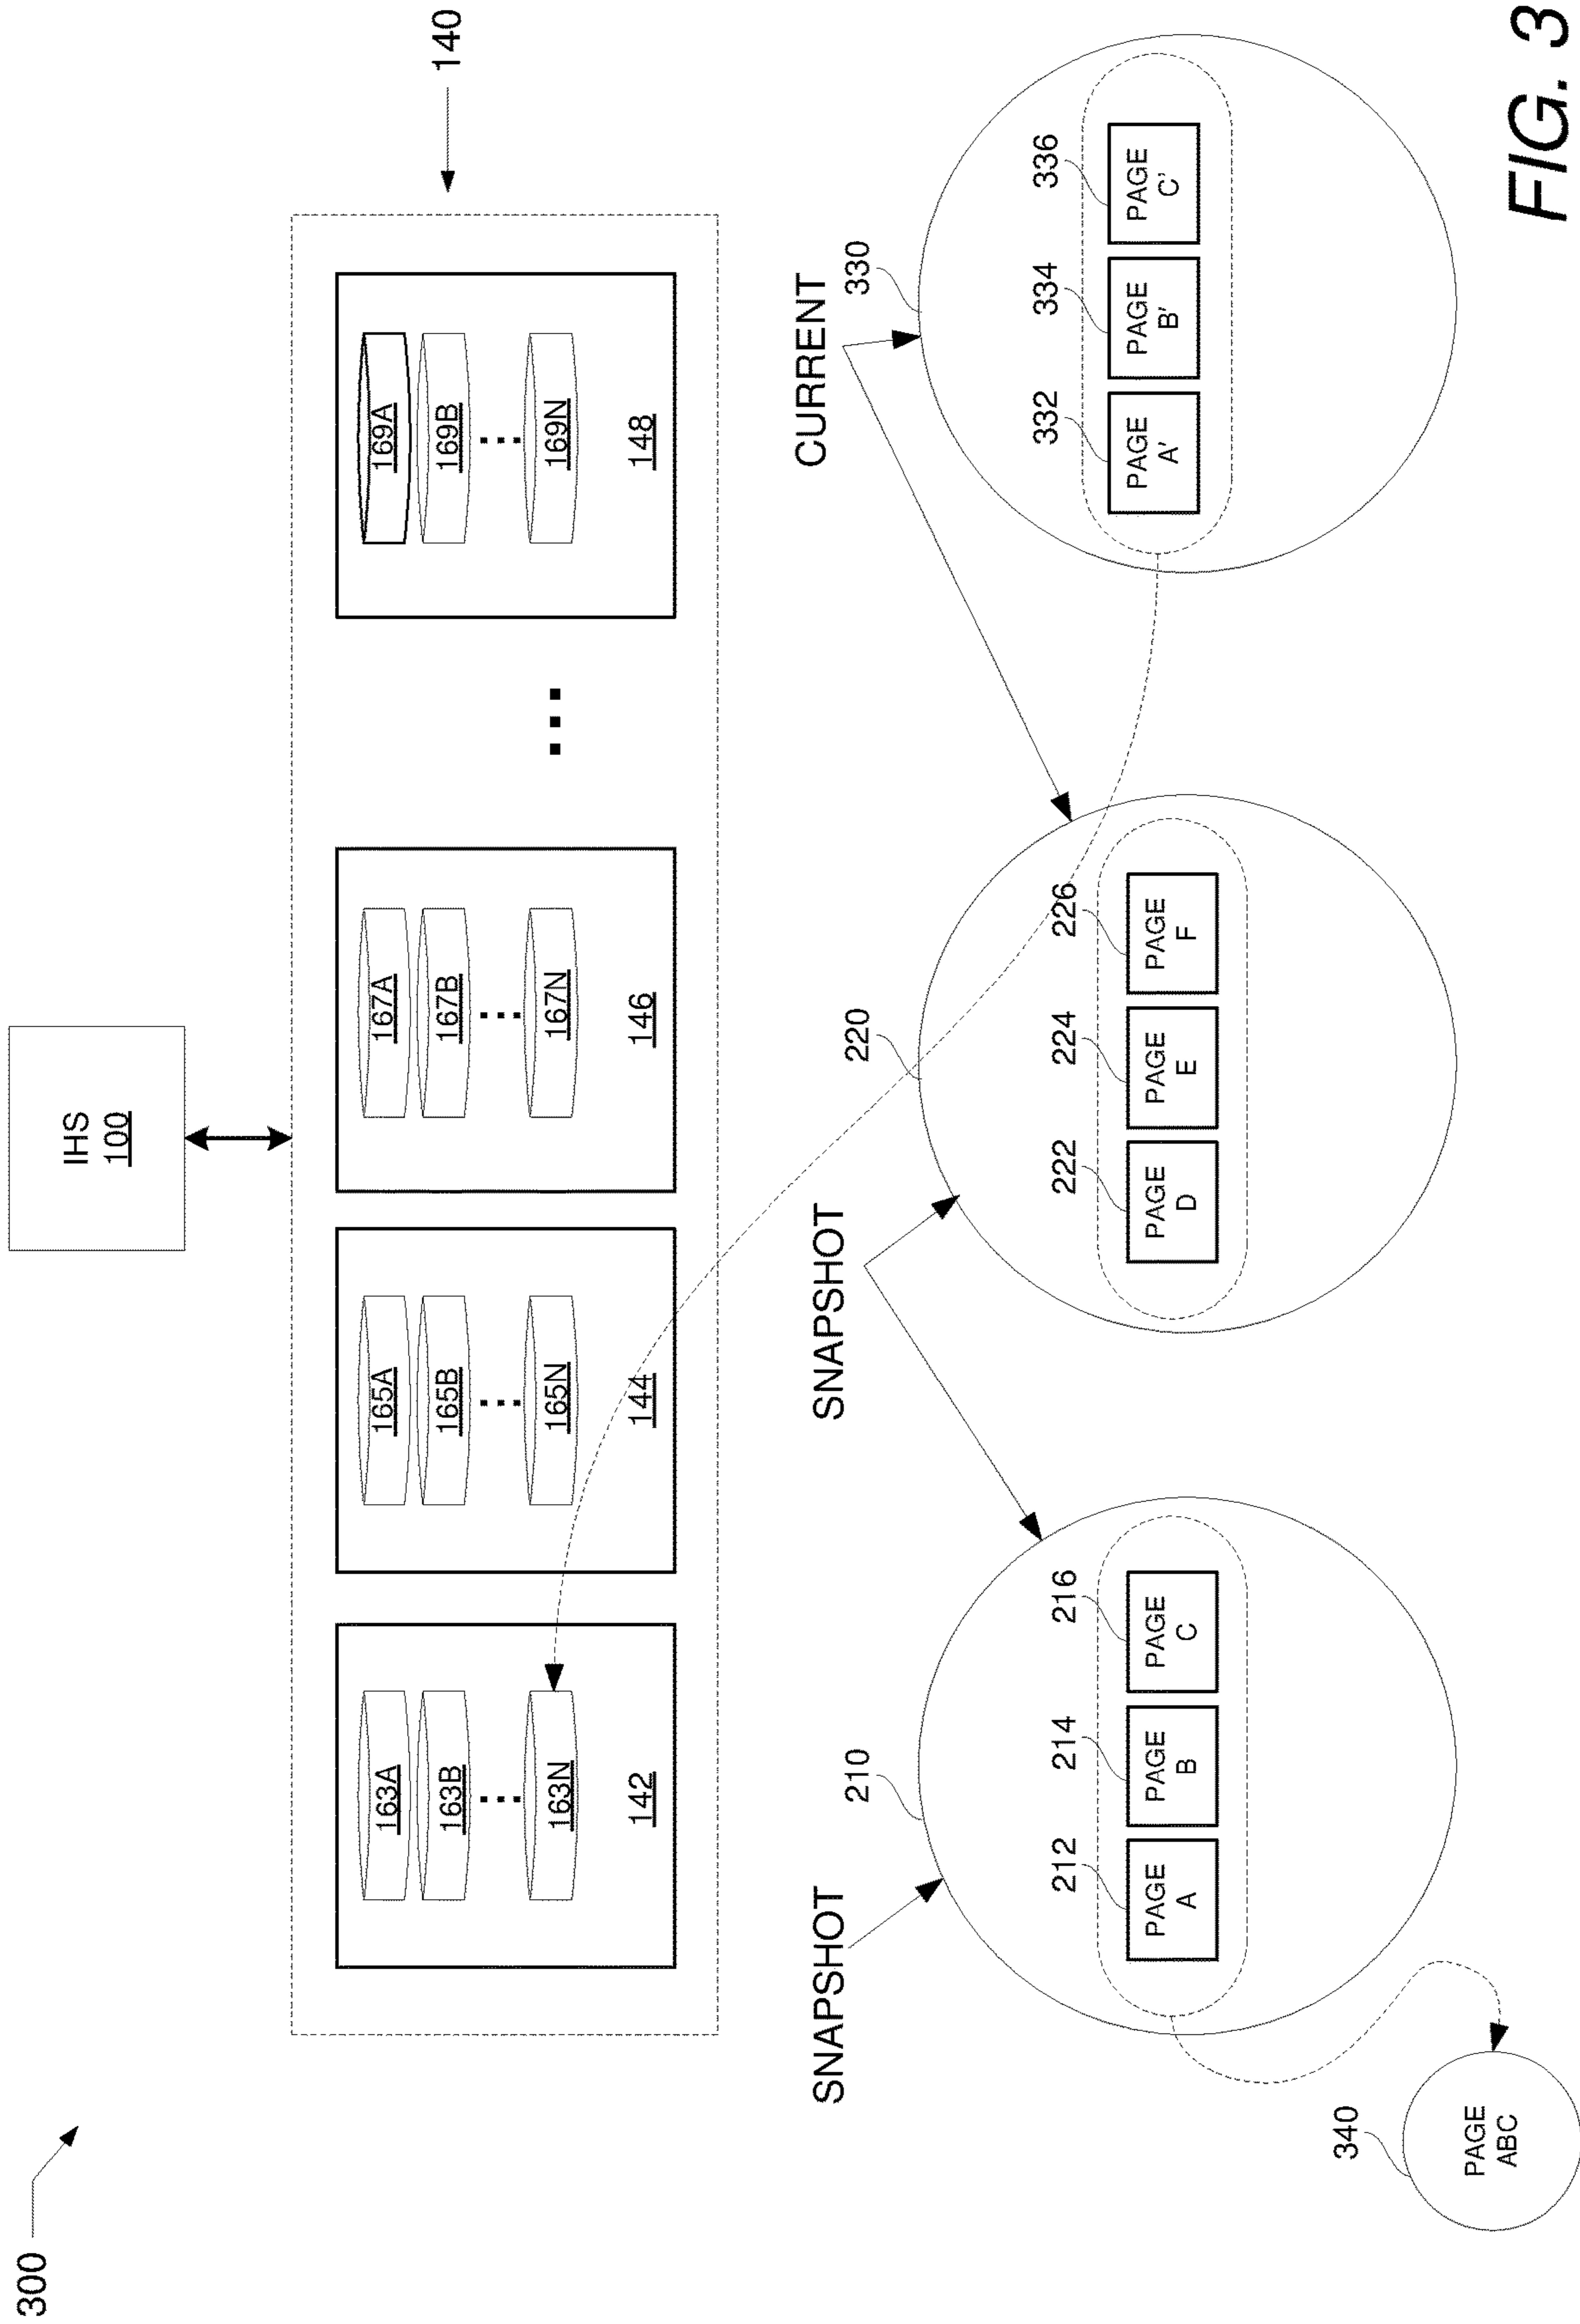 300
IHS
100
140
163A
163B
163N
142
165A
165B
165N
144
167A
167B
167N
146
169A
169B
169N
148
SNAPSHOT
SNAPSHOT
CURRENT
210
220
330
212
214
216
PAGE
A
PAGE
B
PAGE
C
222
224
226
PAGE
D
PAGE
E
PAGE
F
332
334
336
PAGE
A'
PAGE
B'
PAGE
C'
340
PAGE
ABC
FIG. 3